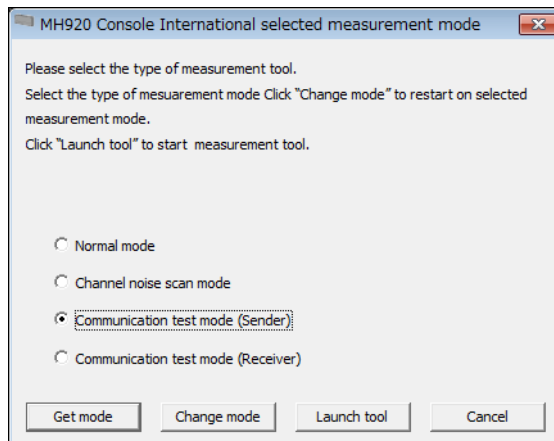 MH920 Console International selected measurement mode
Please select the type of measurement tool.
Select the type of mesuarement mode Click "Change mode" to restart on selected
measurement mode.
Click "Launch tool" to start measurement tool.
Normal mode
Channel noise scan mode
Communication test mode (Sender)
Communication test mode (Receiver)
Get mode Change mode Launch tool Cancel